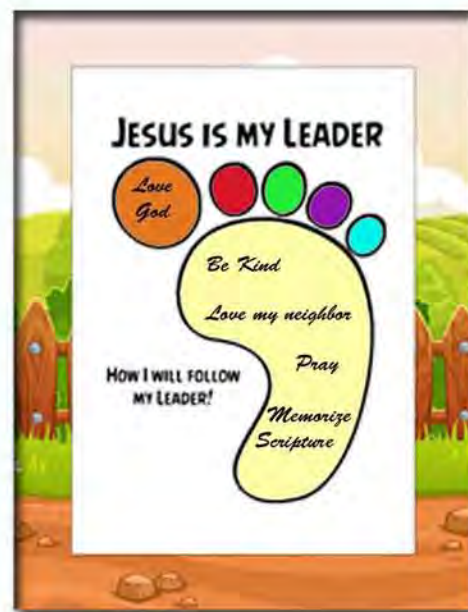 JESUS IS MY LEADER
Love
God
Be Kind
Love my neighbor
Pray
HOW I WILL FOLLOW
MY LEADER!
Memorize
Scripture